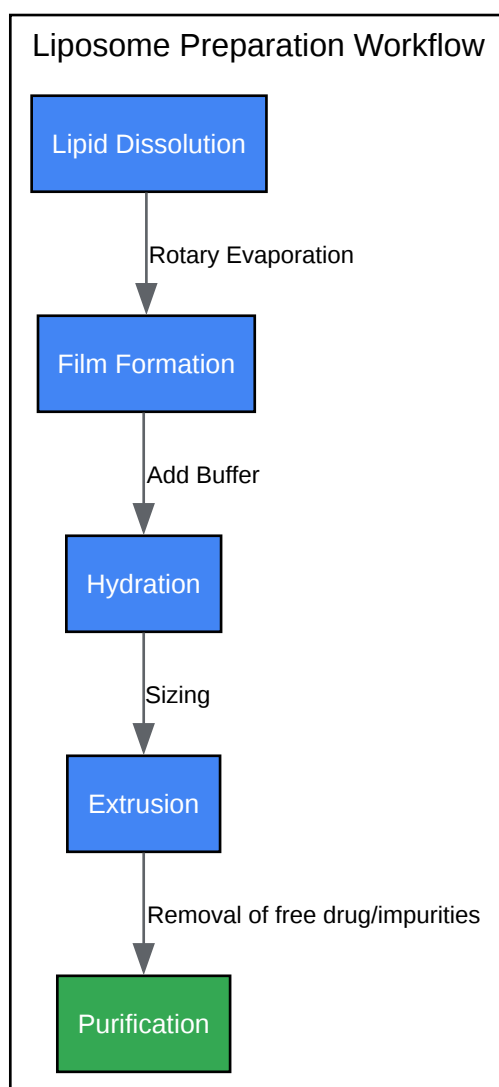 Liposome Preparation Workflow
Lipid Dissolution
Rotary Evaporation
Film Formation
Add Buffer
Hydration
Sizing
Extrusion
Removal of free drug/impurities
Purification